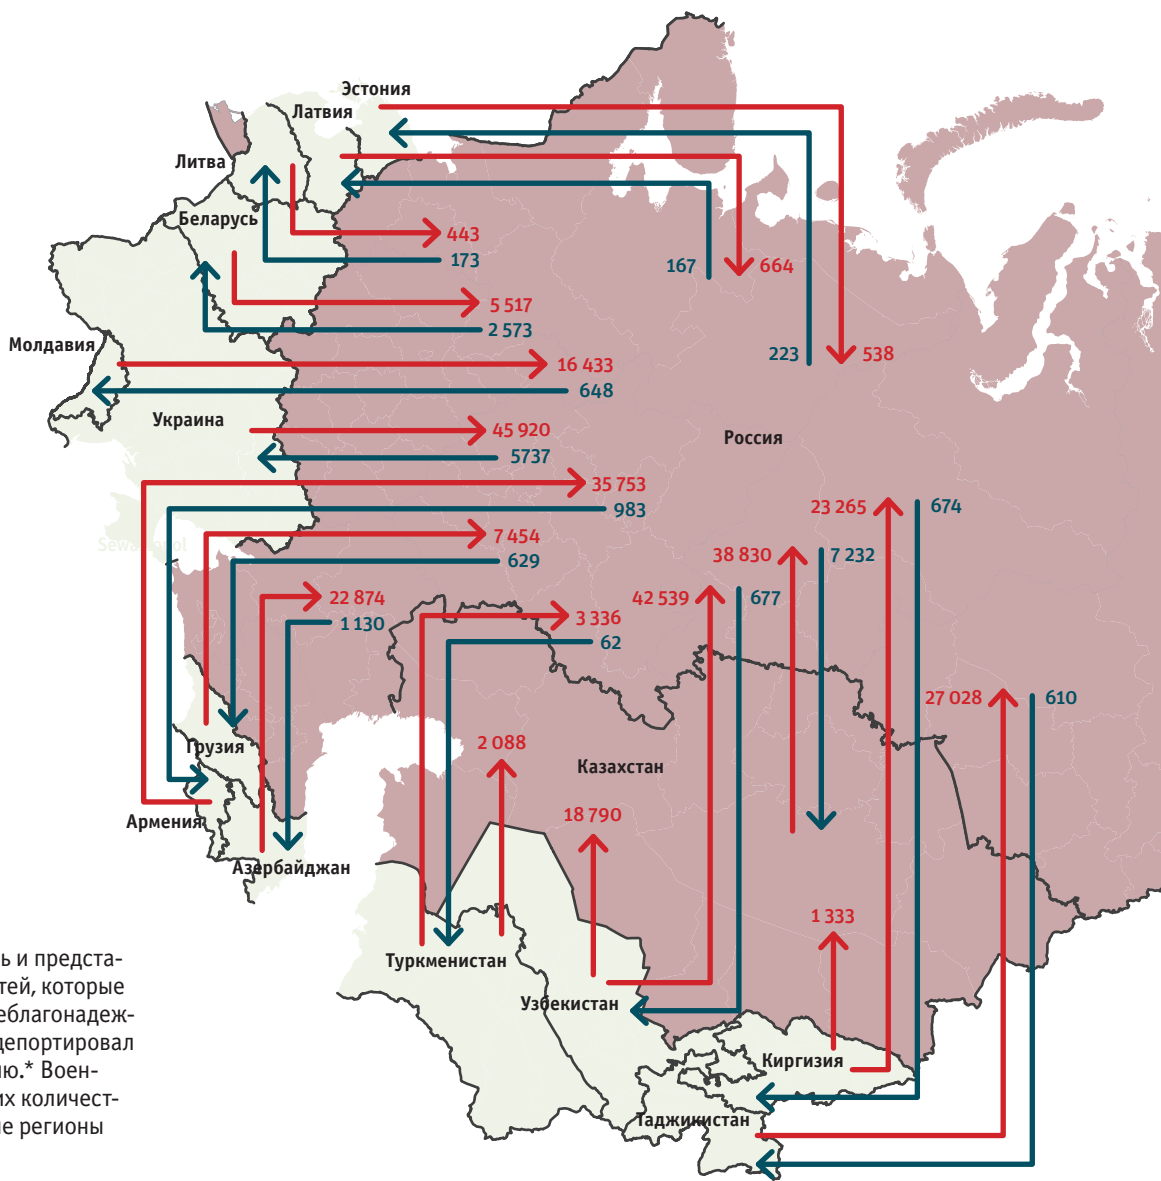 Эстония
Латвия
Литва
Беларусь
443
173
167
664
5 517
2 573
Молдавия
16 433
223
538
648
Украина
45 920
Россия
5737
35 753
983
23 265
674
Sewastopol
7 454
629
38 830
7 232
22 874
42 539
677
1 130
3 336
62
27 028
610
Грузия
2 088
Казахстан
Армения
18 790
Азербайджан
1 333
Туркменистан
Узбекистан
Киргизия
Таджикистан
ь и предста-
тей, которые
еблагонадеж-
депортировал
ю.* Воен-
их количест-
е регионы